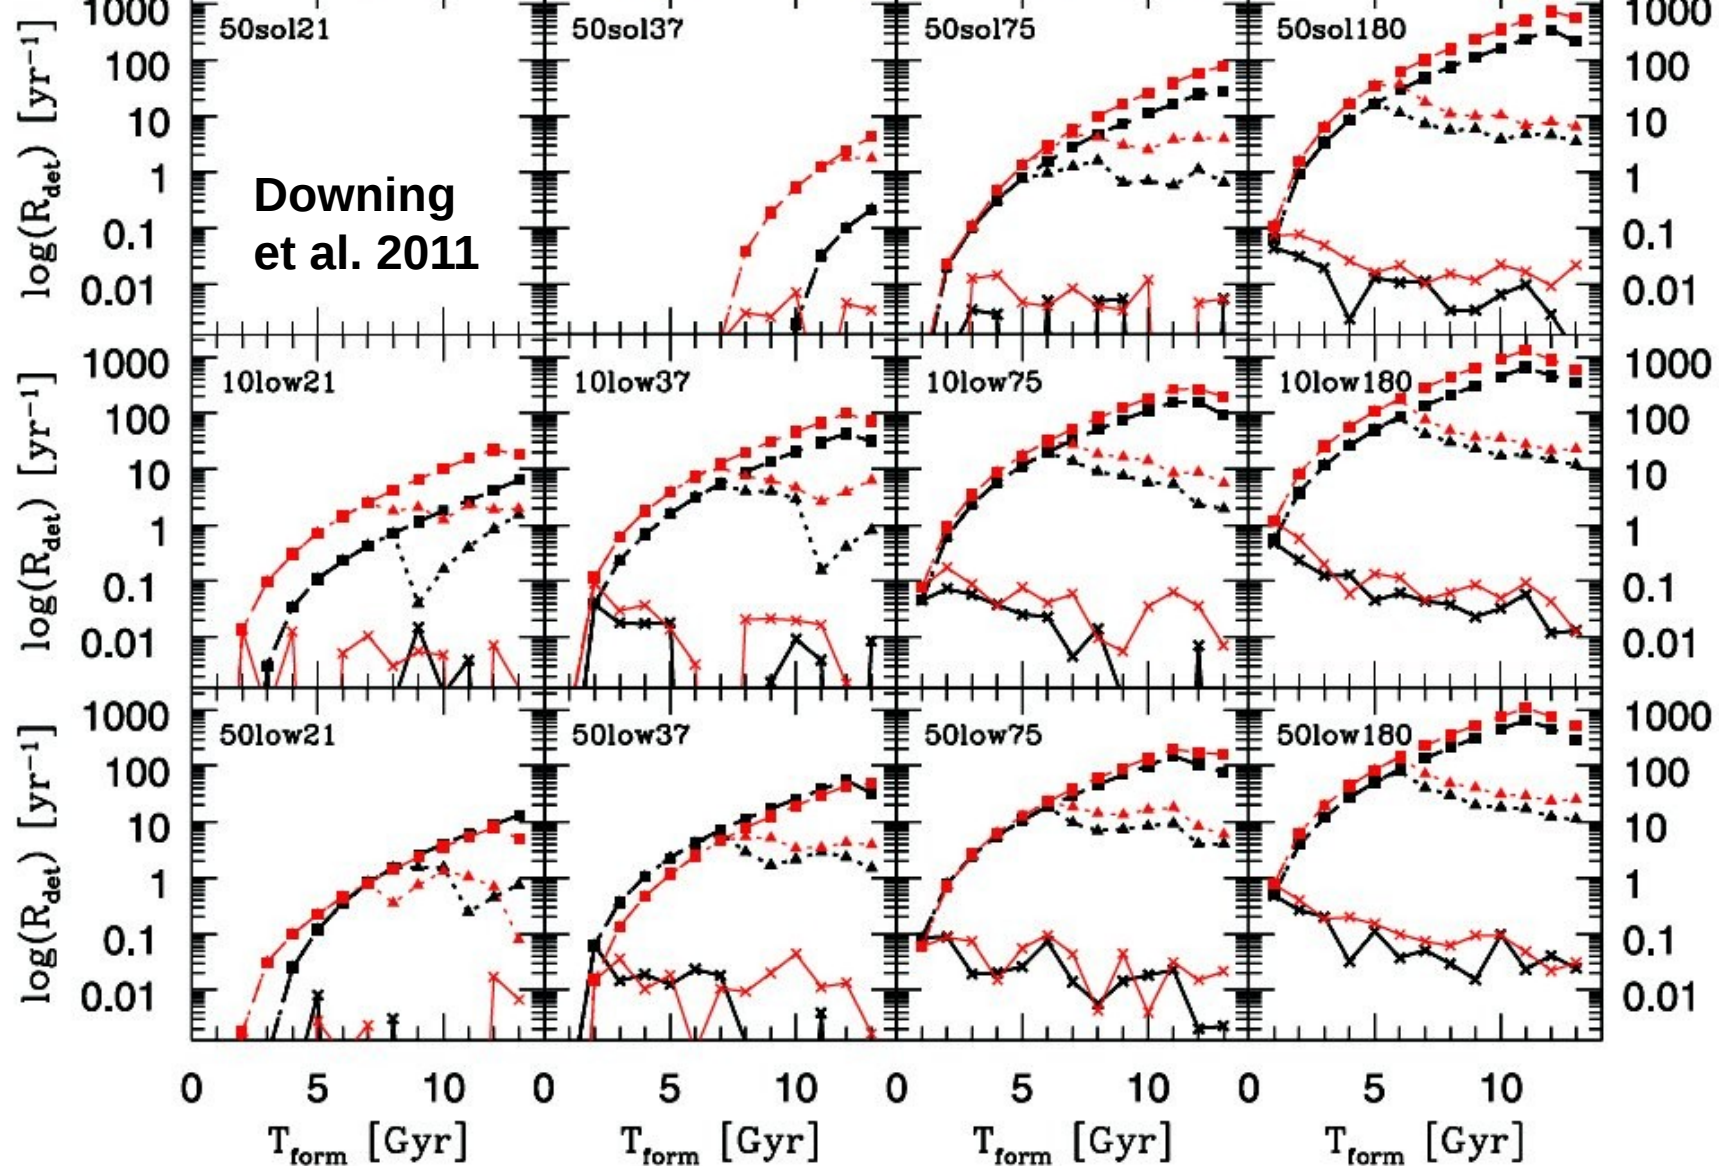 50sol21 50sol37 50sol75 50sol180
log(R_det) [yr⁻¹] 1000 100 10 1 0.1 0.01
1000 100 10 1 0.1 0.01
Downing
et al. 2011
10low21 10low37 10low75 10low180
log(R_det) [yr⁻¹] 1000 100 10 1 0.1 0.01
1000 100 10 1 0.1 0.01
50low21 50low37 50low75 50low180
log(R_det) [yr⁻¹] 1000 100 10 1 0.1 0.01
1000 100 10 1 0.1 0.01
0 5 10 0 5 10 0 5 10 0 5 10
T_form [Gyr] T_form [Gyr] T_form [Gyr] T_form [Gyr]